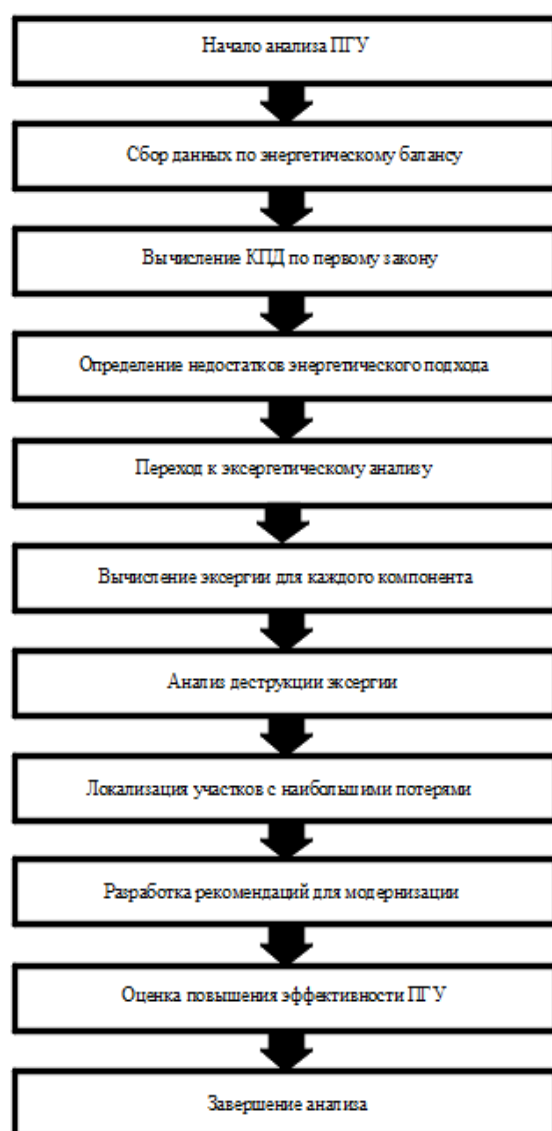 Начало анализа ПГУ
Сбор данных по энергетическому балансу
Вычисление КПД по первому закону
Определение недостатков энергетического подхода
Переход к эксергетическому анализу
Вычисление эксергии для каждого компонента
Анализ деструкции эксергии
Локализация участков с наибольшими потерями
Разработка рекомендаций для модернизации
Оценка повышения эффективности ПГУ
Завершение анализа